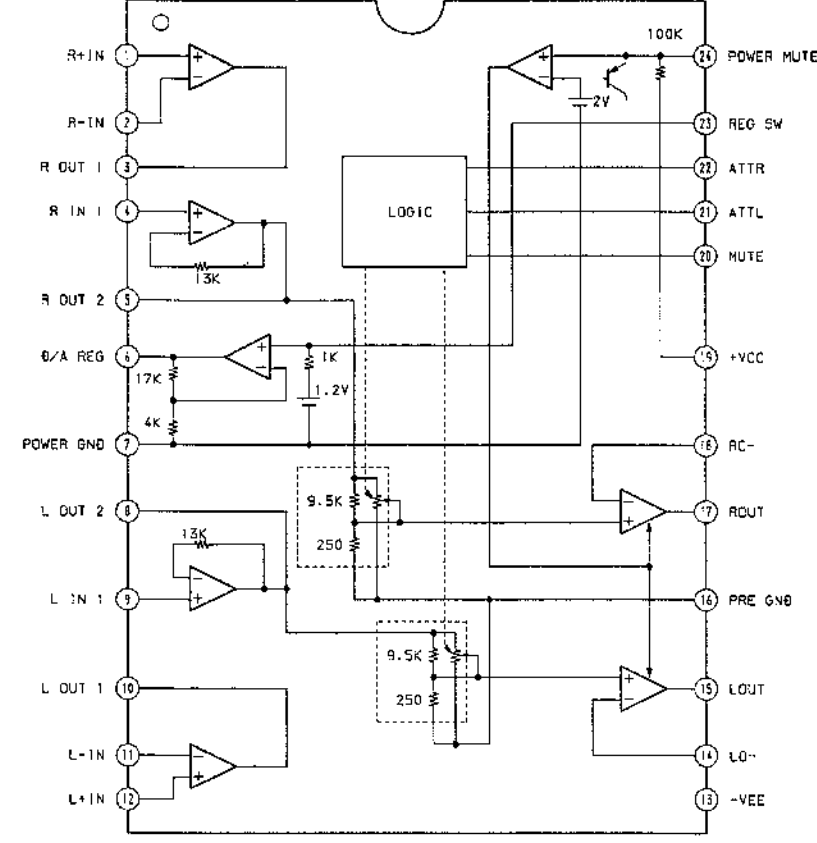 R+IN 1
R-IN 2
R OUT 1 3
R IN 1 4
R OUT 2 5
D/A REG 6
POWER GND 7
L OUT 2 8
L IN 1 9
L OUT 1 10
L-IN 11
L+IN 12
24 POWER MUTE
23 REG SW
22 ATTR
21 ATTL
20 MUTE
19 +VCC
18 RC-
17 ROUT
16 PRE GND
15 LOUT
14
13 -VEE
100K
2V
LOGIC
13K
17K
4K
1K
1.2V
9.5K
250
13K
9.5K
250
+
-
+
-
+
-
+
-
+
-
-
+
-
+
-
+
+
-